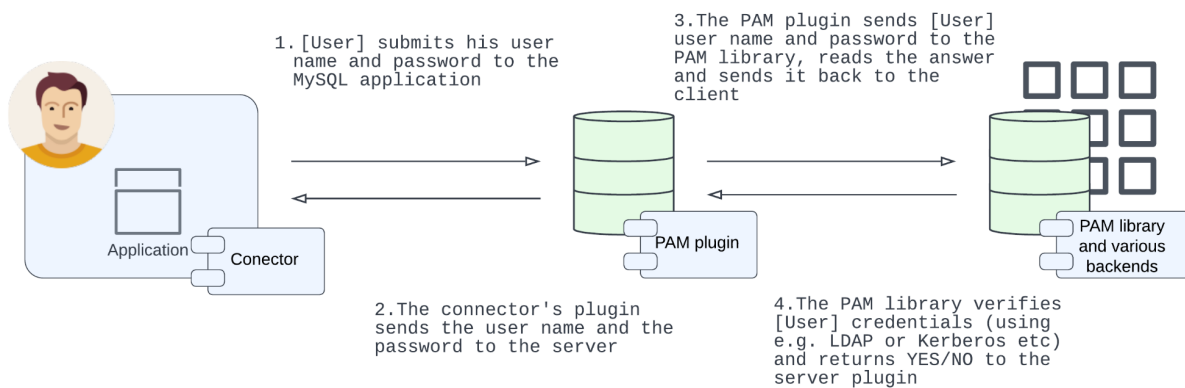 1.[User] submits his user
name and password to the
MySQL application
3.The PAM plugin sends [User]
user name and password to the
PAM library, reads the answer
and sends it back to the
client
Application
Conector
PAM plugin
PAM library
and various
backends
2.The connector's plugin
sends the user name and the
password to the server
4.The PAM library verifies
[User] credentials (using
e.g. LDAP or Kerberos etc)
and returns YES/NO to the
server plugin